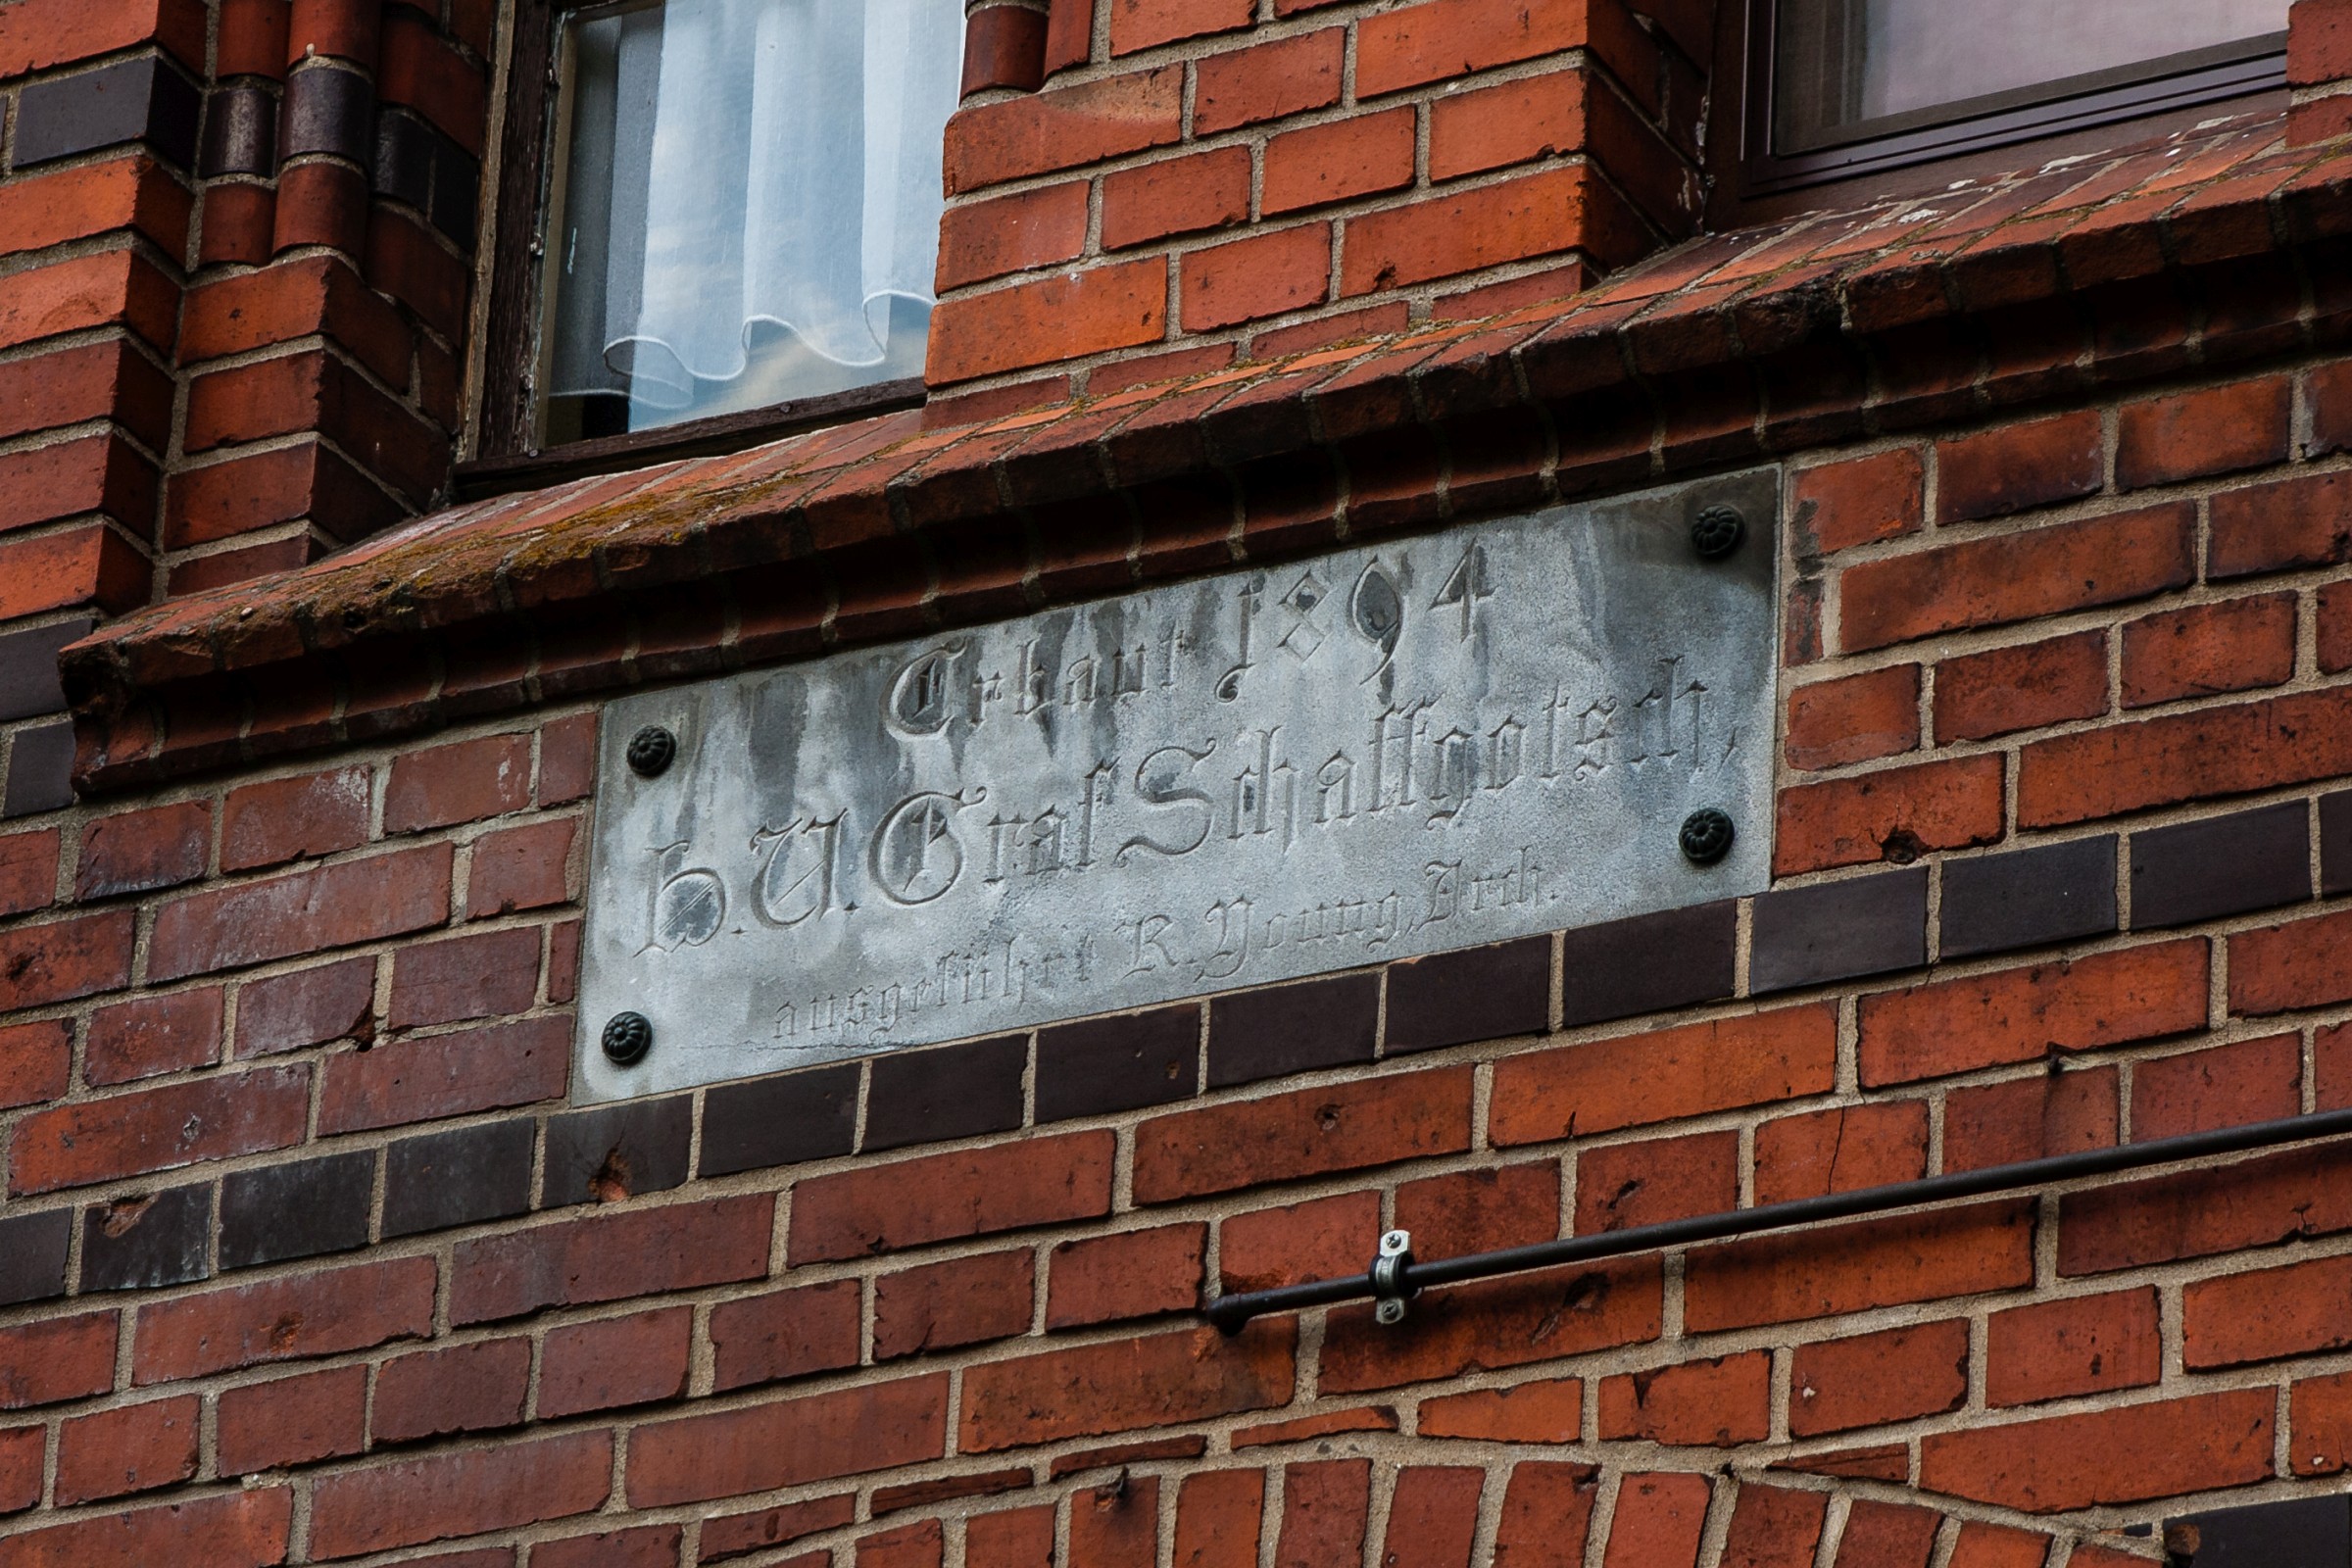 Erbaut 1894
H.U. Graf Schaffgotsch,
ausgeführt R. Young, Arch.